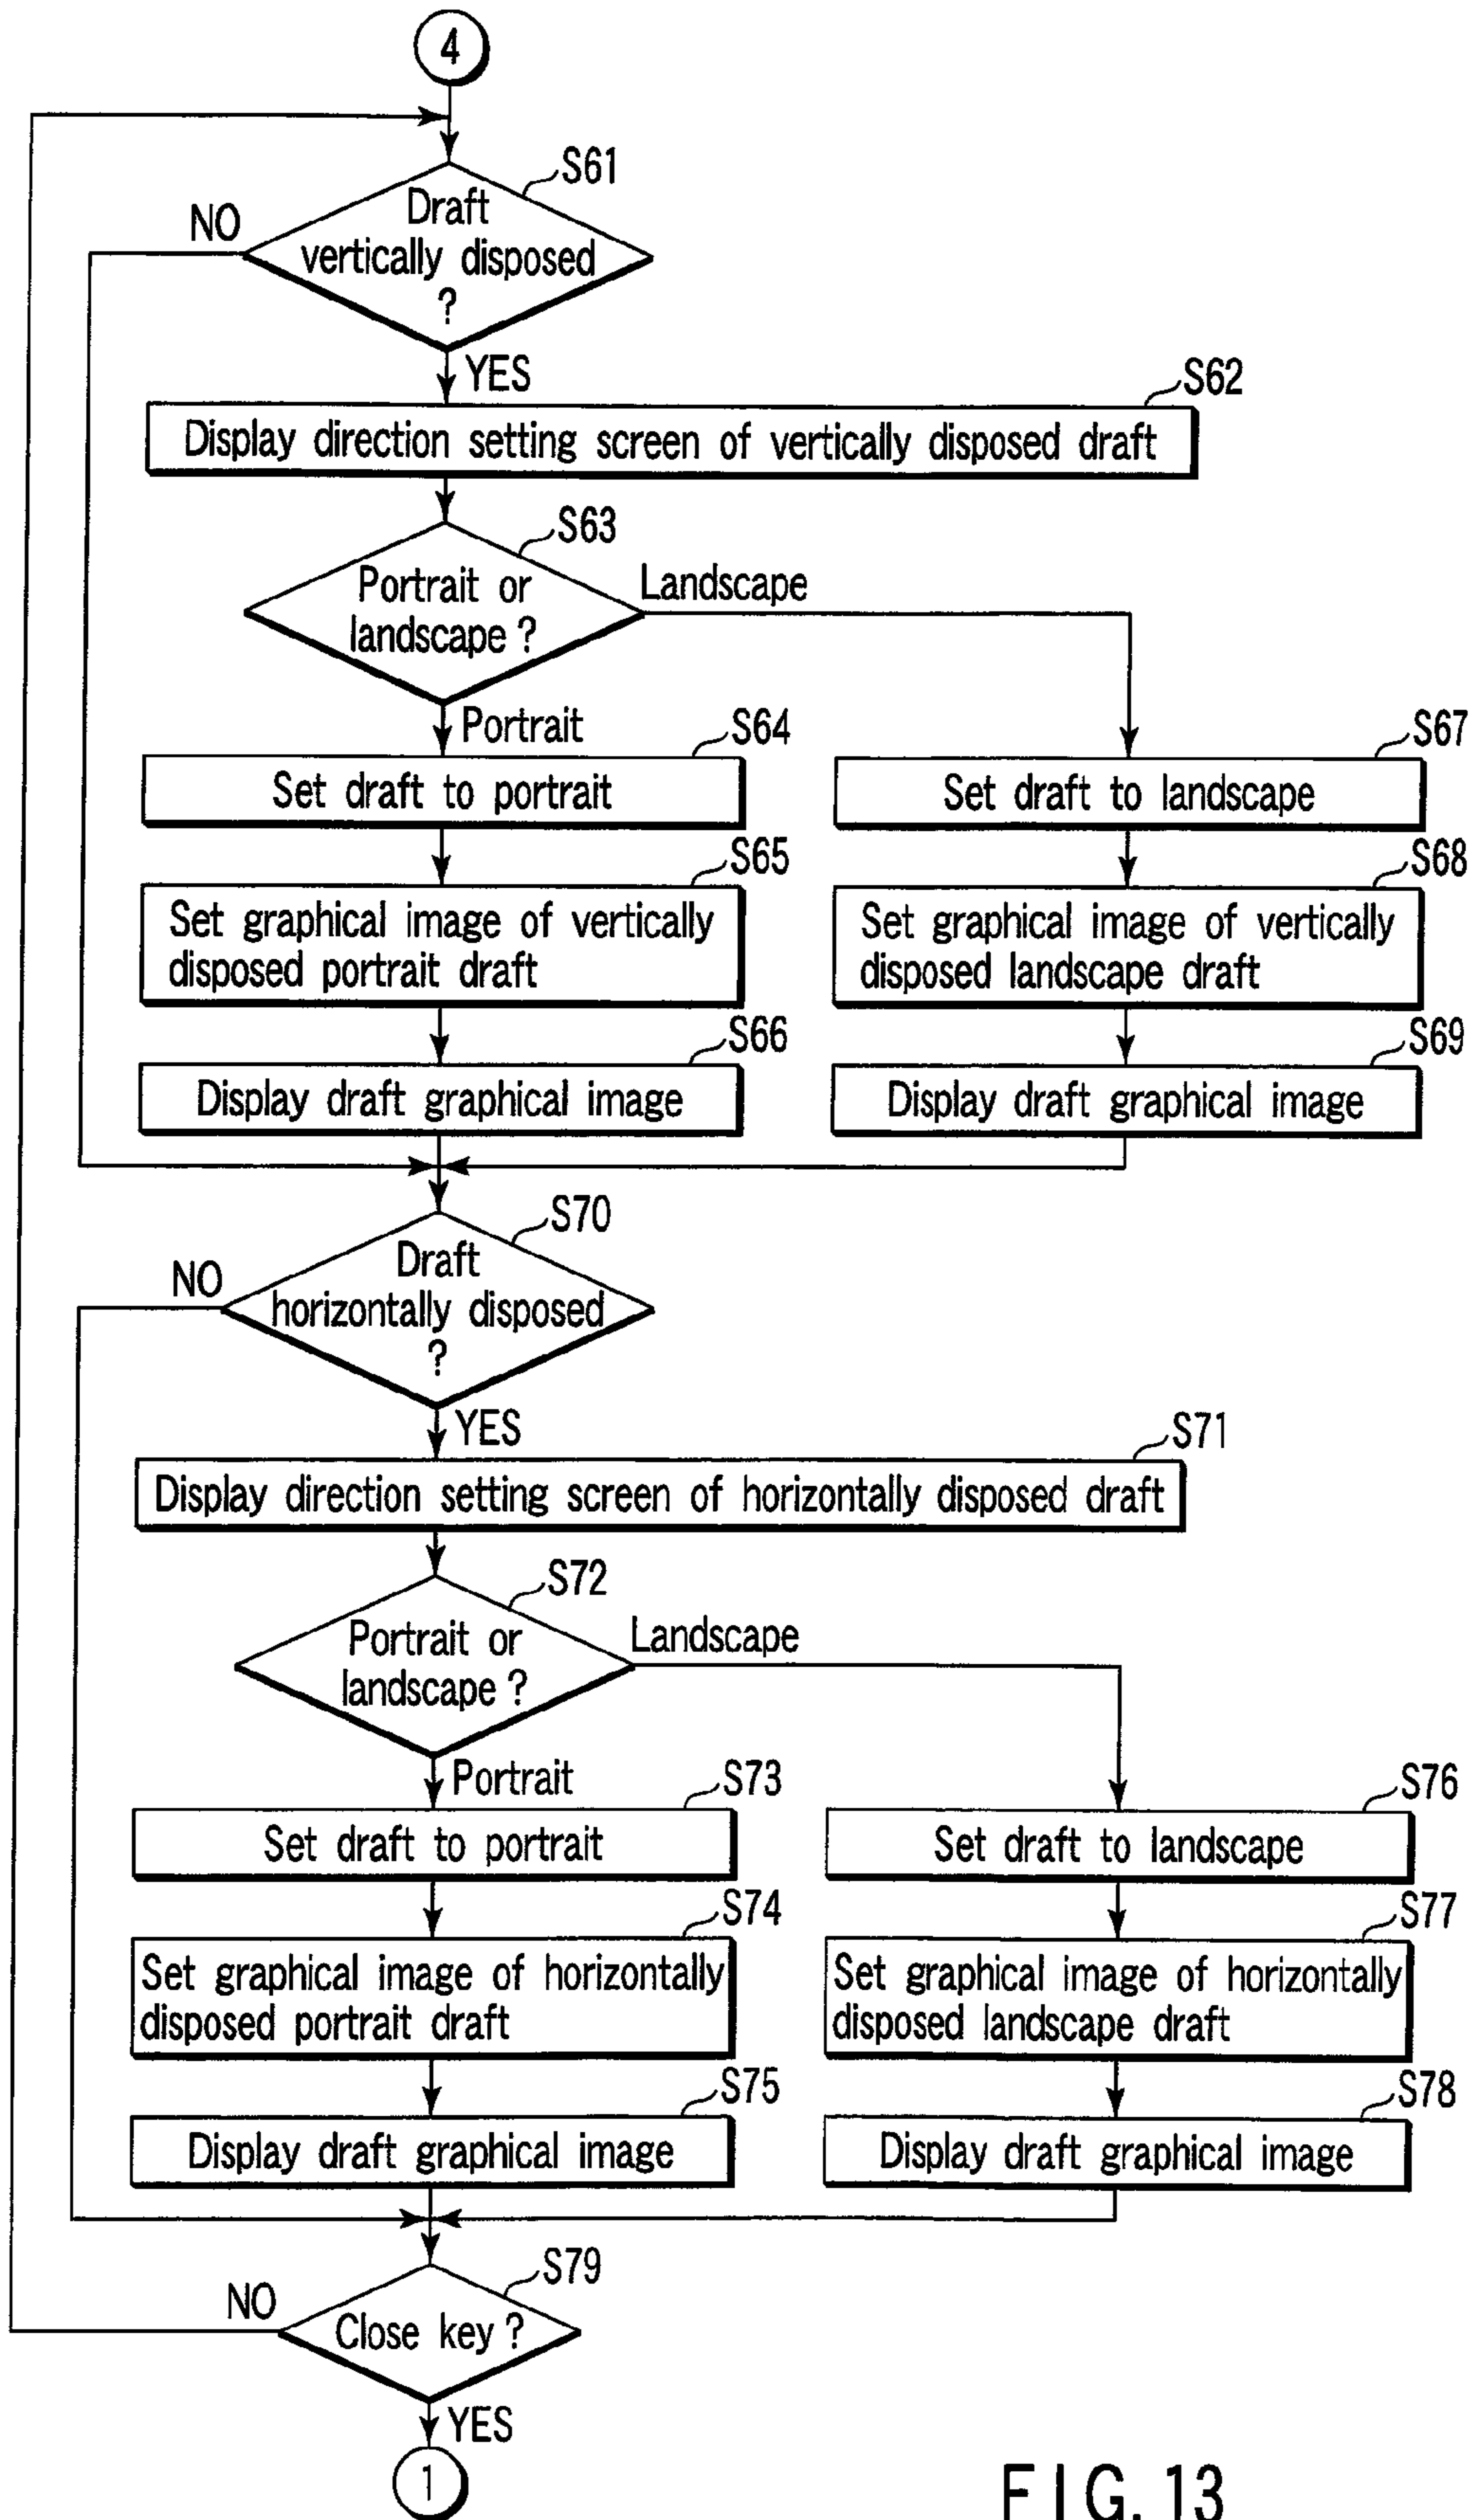 4
S61
Draft
vertically disposed
?
NO
YES
S62
Display direction setting screen of vertically disposed draft
S63
Portrait or
landscape ?
Landscape
Portrait
S64
Set draft to portrait
S67
Set draft to landscape
S65
Set graphical image of vertically
disposed portrait draft
S68
Set graphical image of vertically
disposed landscape draft
S66
Display draft graphical image
S69
Display draft graphical image
S70
Draft
horizontally disposed
?
NO
YES
S71
Display direction setting screen of horizontally disposed draft
S72
Portrait or
landscape ?
Landscape
Portrait
S73
Set draft to portrait
S76
Set draft to landscape
S74
Set graphical image of horizontally
disposed portrait draft
S77
Set graphical image of horizontally
disposed landscape draft
S75
Display draft graphical image
S78
Display draft graphical image
S79
Close key ?
NO
YES
1
FIG. 13